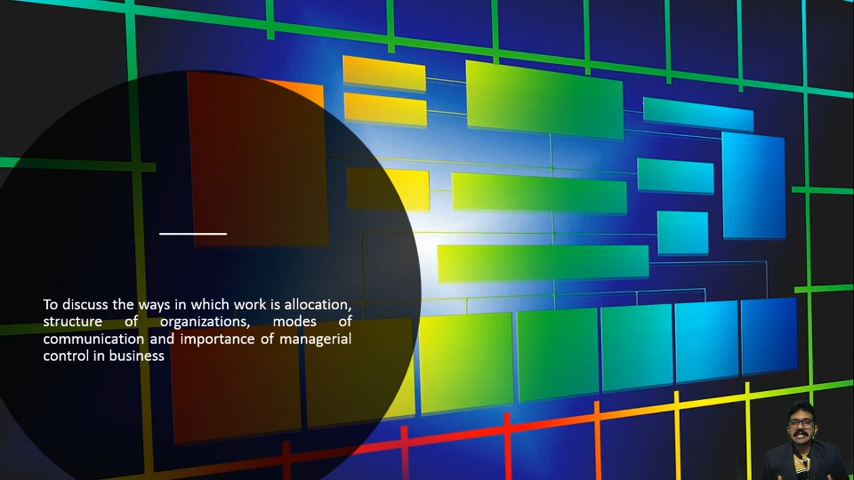 To discuss the ways in which work is allocation,
structure of organizations, modes of
communication and importance of managerial
control in business